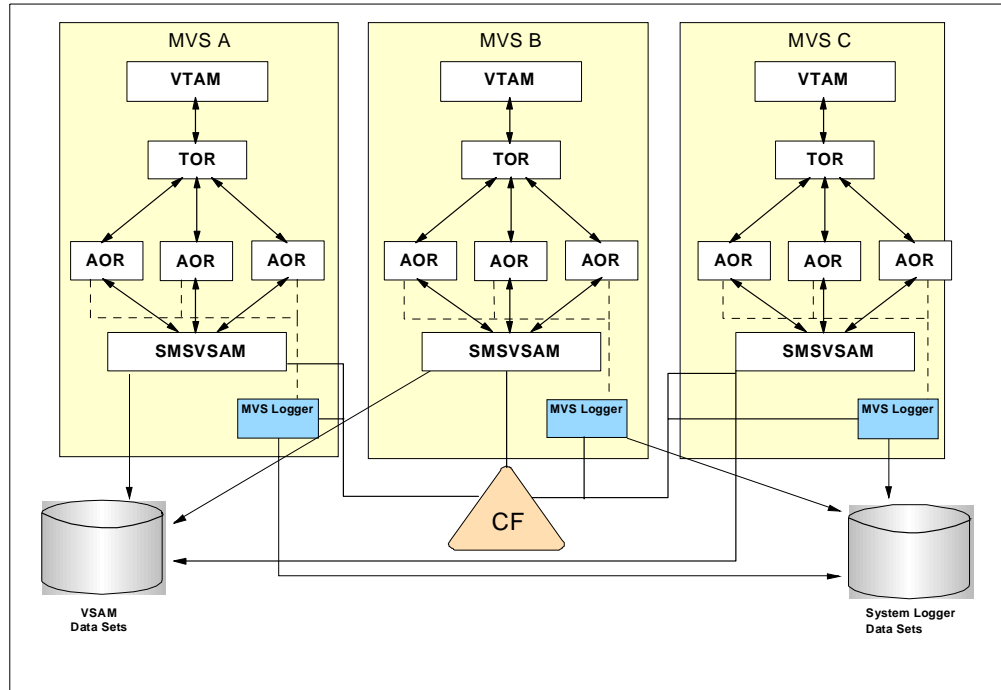 MVS A
MVS B
MVS C
VTAM
VTAM
VTAM
TOR
TOR
TOR
AOR
AOR
AOR
AOR
AOR
AOR
AOR
AOR
AOR
SMSVSAM
SMSVSAM
SMSVSAM
MVS Logger
MVS Logger
MVS Logger
CF
VSAM
Data Sets
System Logger
Data Sets